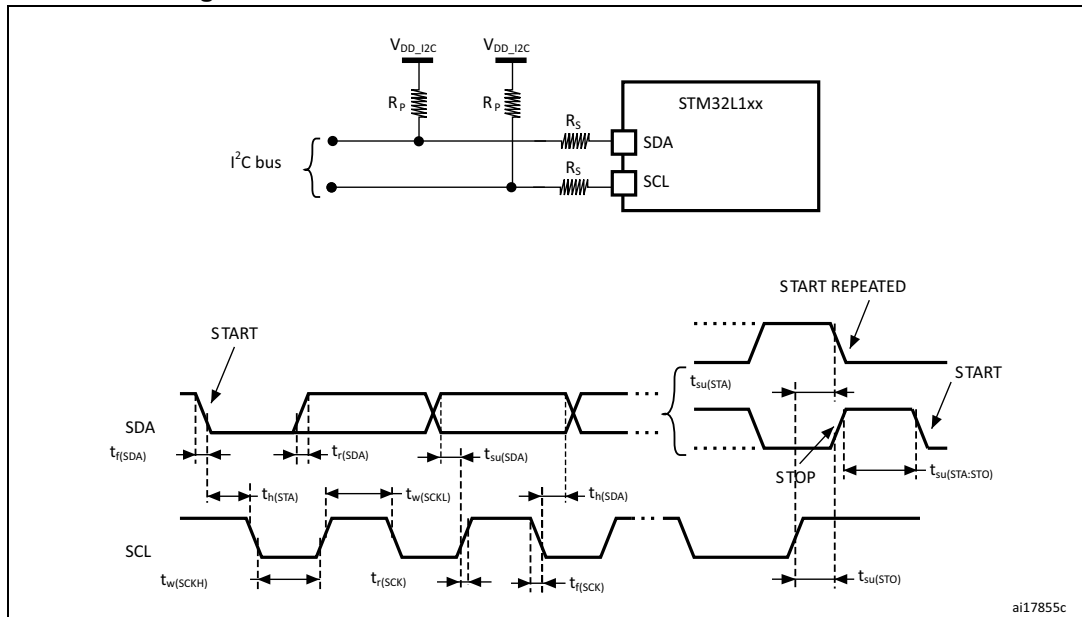 V_DD_I2C V_DD_I2C
R_P R_P
STM32L1xx
R_S
SDA
I²C bus
R_S
SCL
START REPEATED
START
START
t_su(STA)
SDA
t_f(SDA) t_r(SDA) t_su(SDA)
STOP
t_su(STA:STO)
t_h(STA) t_w(SCKL) t_h(SDA)
SCL
t_w(SCKH) t_r(SCK) t_f(SCK) t_su(STO)
ai17855c